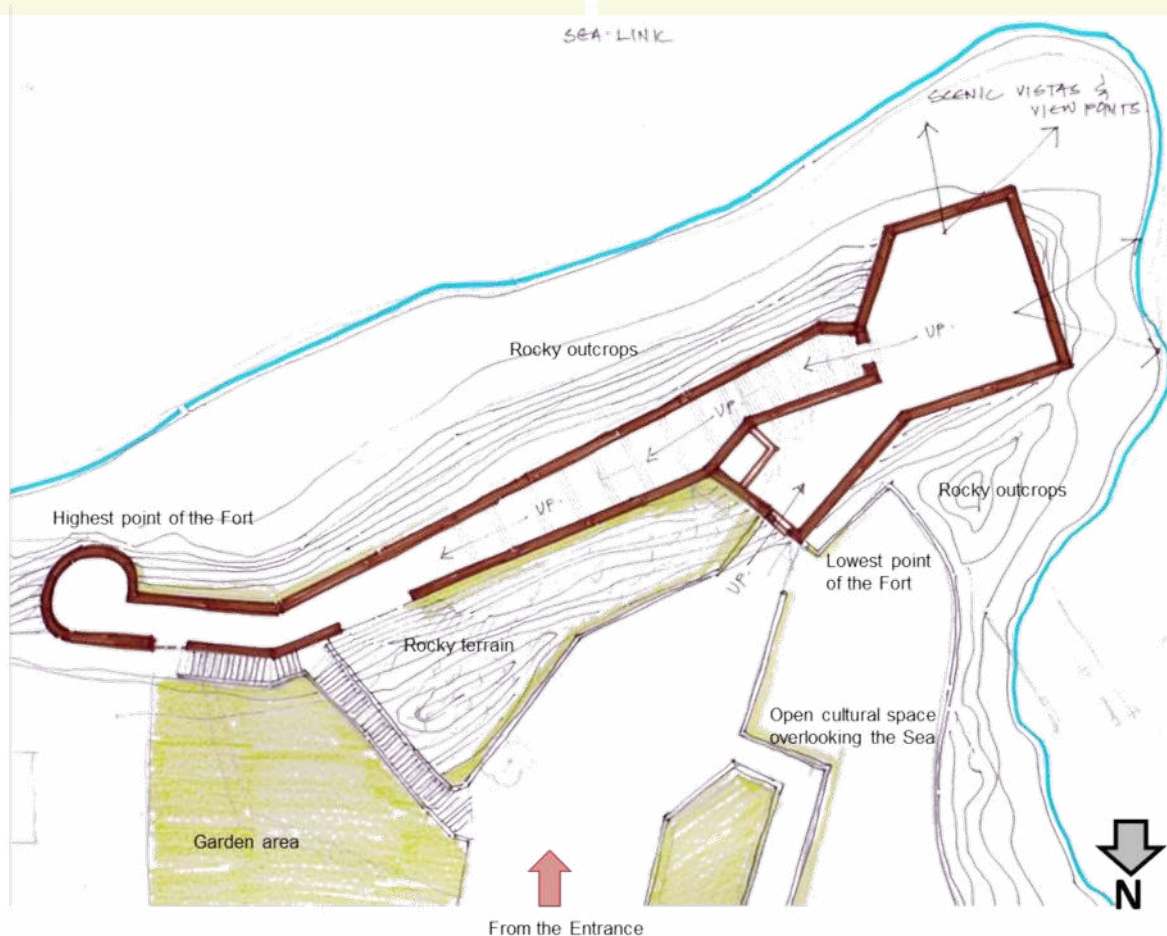 SEA-LINK
SCENIC VISTAS &
VIEW POINTS.
Rocky outcrops
UP.
UP.
UP.
Rocky outcrops
Highest point of the Fort
Lowest point
of the Fort
UP.
Rocky terrain
Open cultural space
overlooking the Sea
Garden area
From the Entrance
N